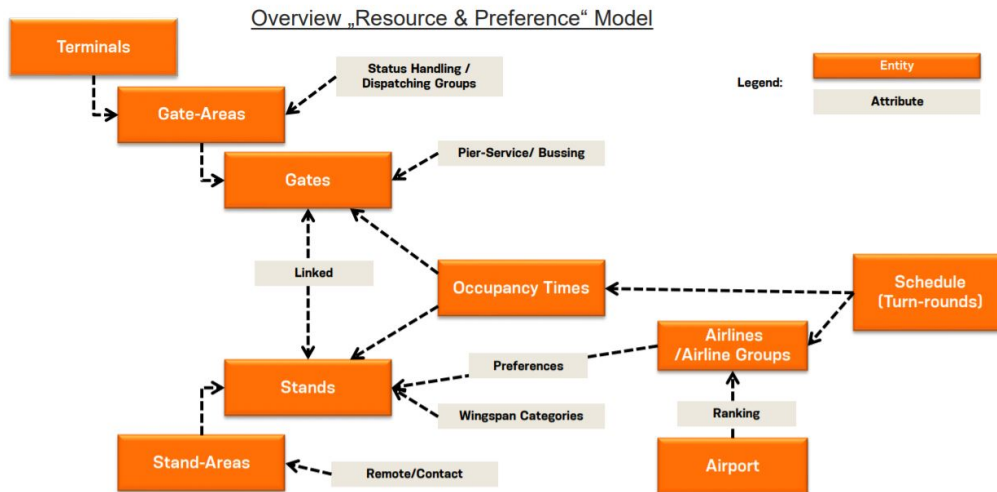 Overview „Resource & Preference“ Model
Terminals
Status Handling /
Dispatching Groups
Legend:
Entity
Attribute
Gate-Areas
Pier-Service/ Bussing
Gates
Linked
Occupancy Times
Schedule
(Turn-rounds)
Airlines
/Airline Groups
Preferences
Stands
Wingspan Categories
Ranking
Stand-Areas
Remote/Contact
Airport